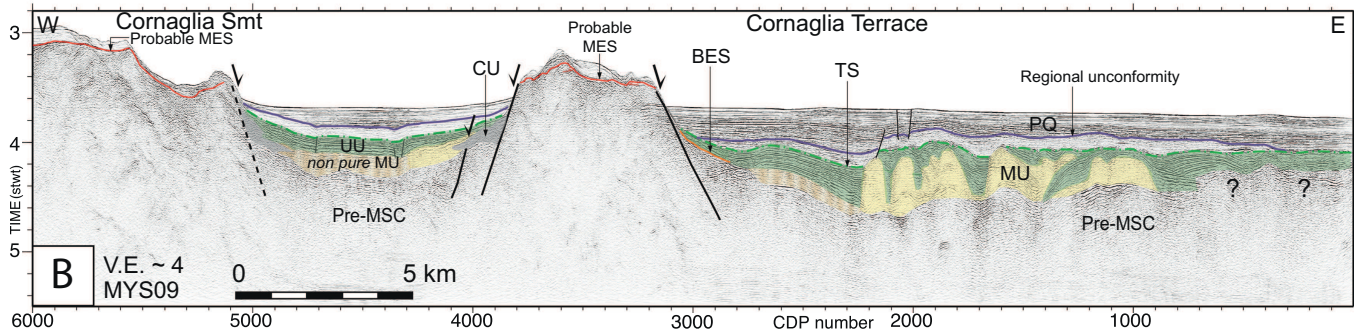 W
Cornaglia Smt
Cornaglia Terrace
E
Probable MES
Probable
MES
CU
BES
TS
Regional unconformity
PQ
UU
non pure MU
MU
Pre-MSC
Pre-MSC
?
?
3
4
5
TIME (stwt)
B
V.E. ~ 4
MYS09
0
5 km
6000
5000
4000
3000
CDP number
2000
1000